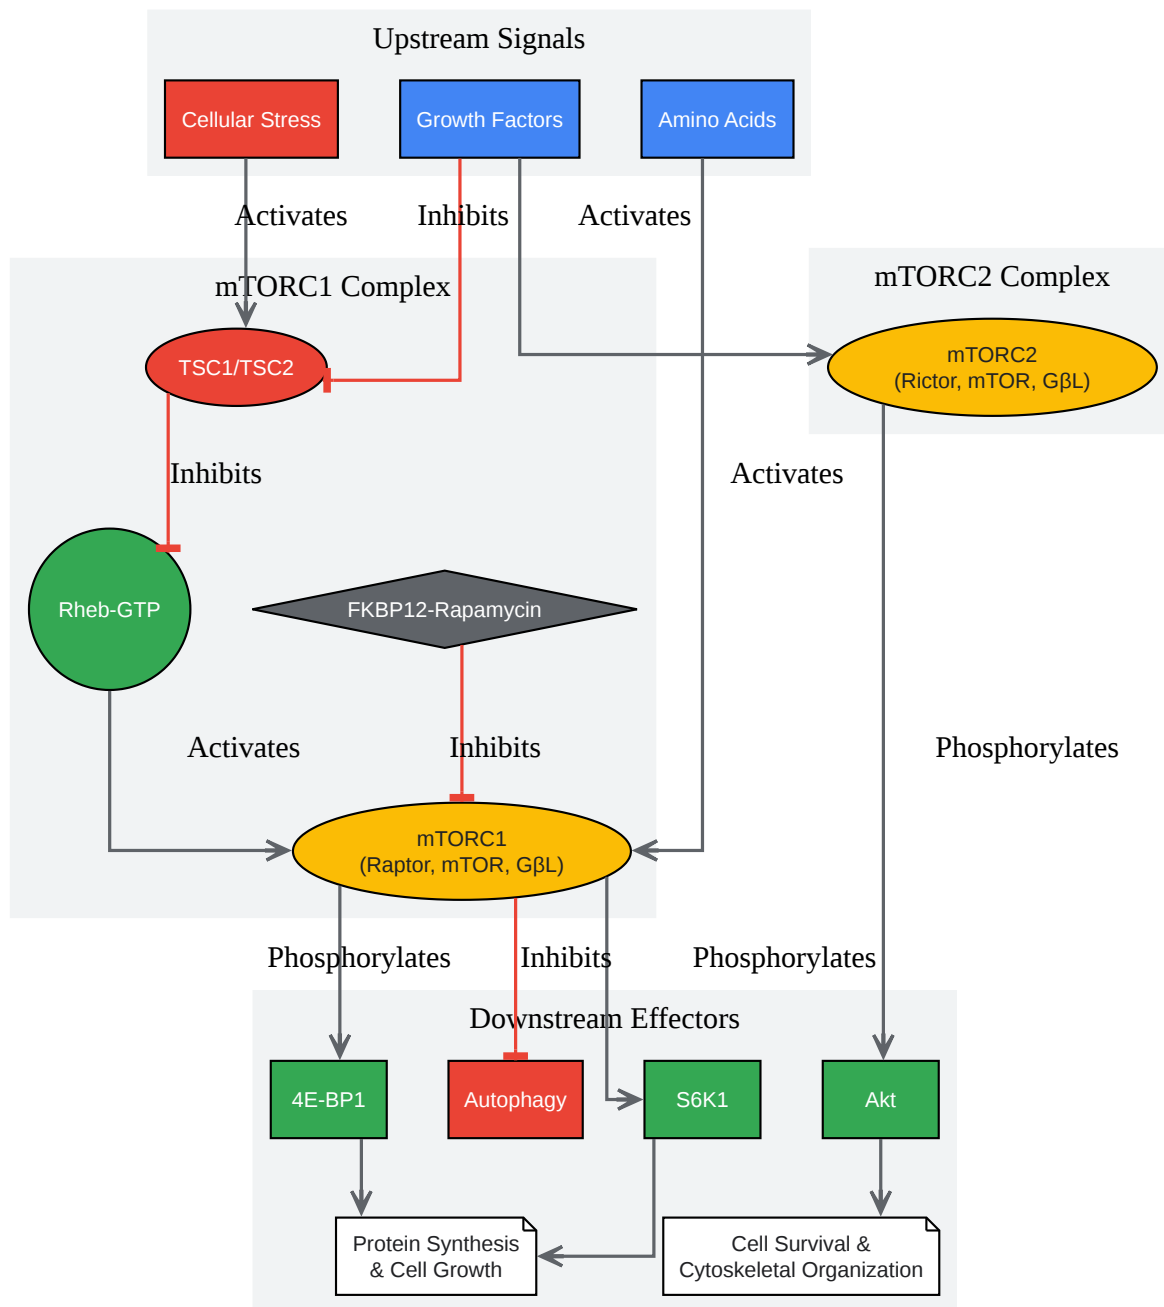 Upstream Signals
Cellular Stress
Growth Factors
Amino Acids
Activates
Inhibits
Activates
mTORC1 Complex
mTORC2 Complex
TSC1/TSC2
mTORC2
(Rictor, mTOR, GβL)
Inhibits
Activates
Rheb-GTP
FKBP12-Rapamycin
Activates
Inhibits
Phosphorylates
mTORC1
(Raptor, mTOR, GβL)
Phosphorylates
Inhibits
Phosphorylates
Downstream Effectors
4E-BP1
Autophagy
S6K1
Akt
Protein Synthesis
& Cell Growth
Cell Survival &
Cytoskeletal Organization